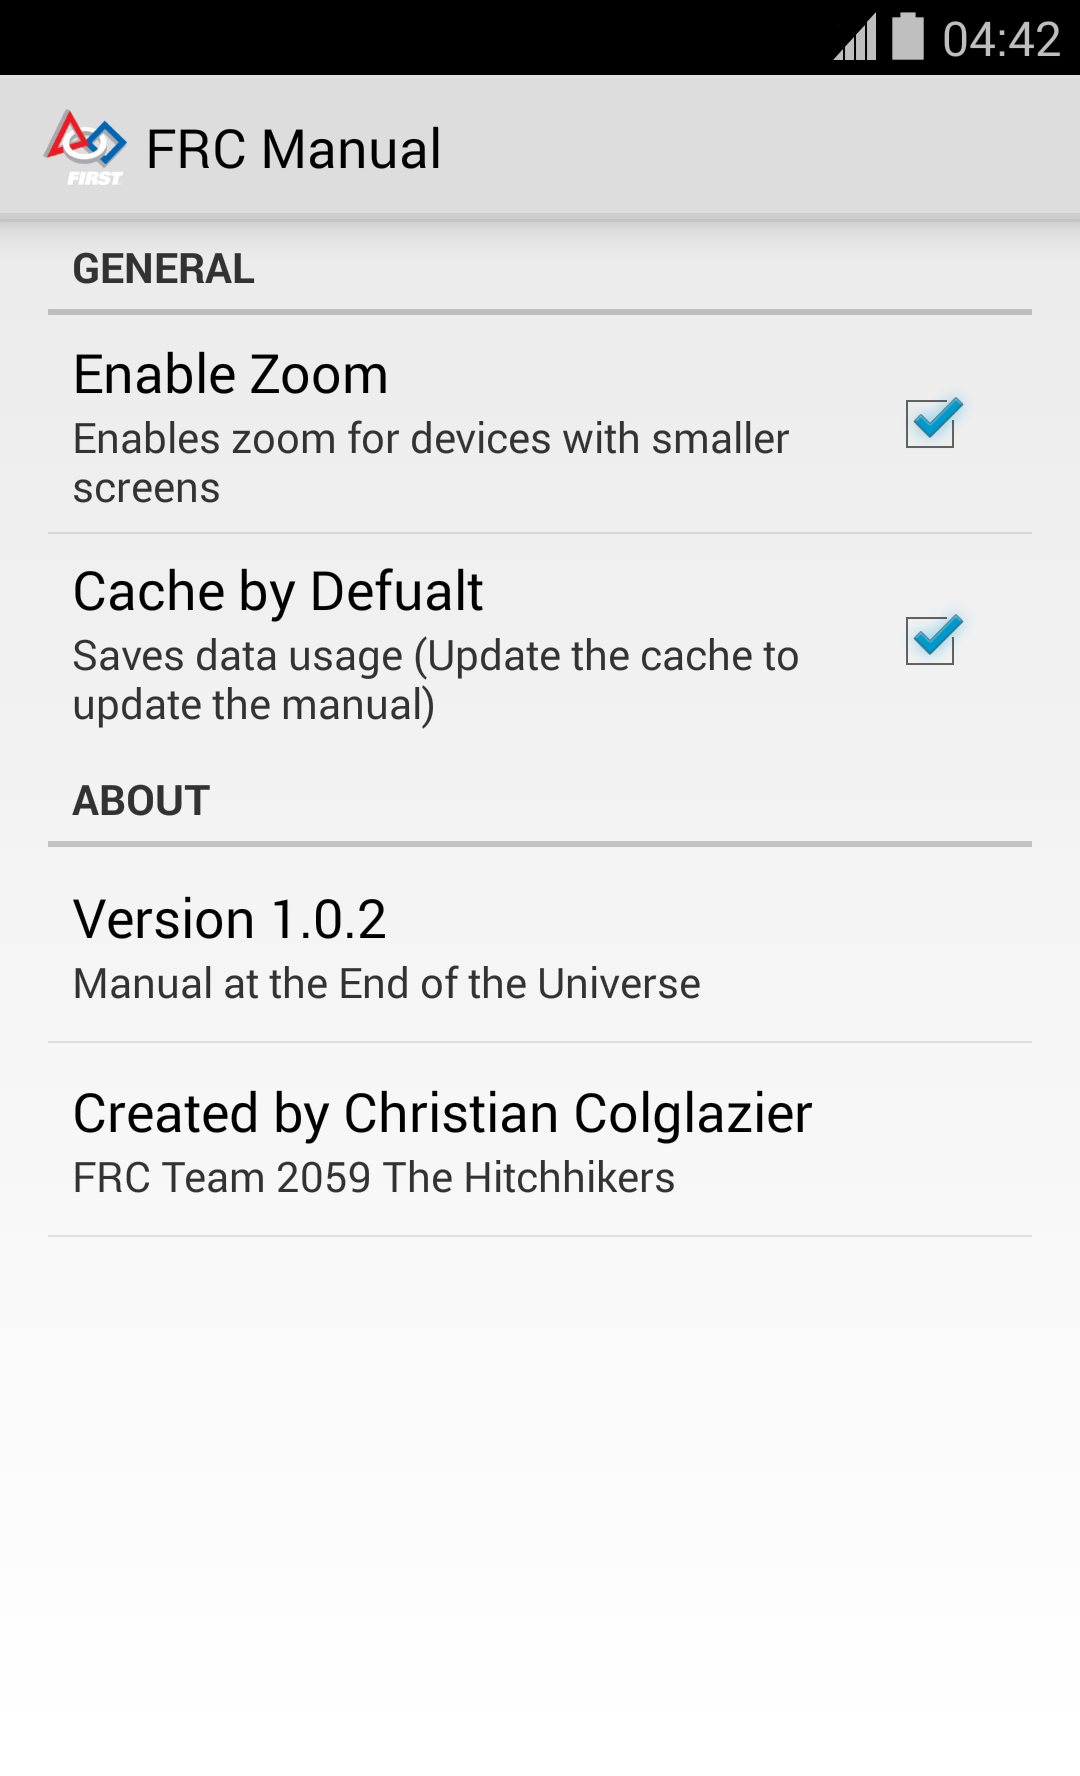 04:42
FIRST
FRC Manual
GENERAL
Enable Zoom
Enables zoom for devices with smaller
screens
Cache by Defualt
Saves data usage (Update the cache to
update the manual)
ABOUT
Version 1.0.2
Manual at the End of the Universe
Created by Christian Colglazier
FRC Team 2059 The Hitchhikers